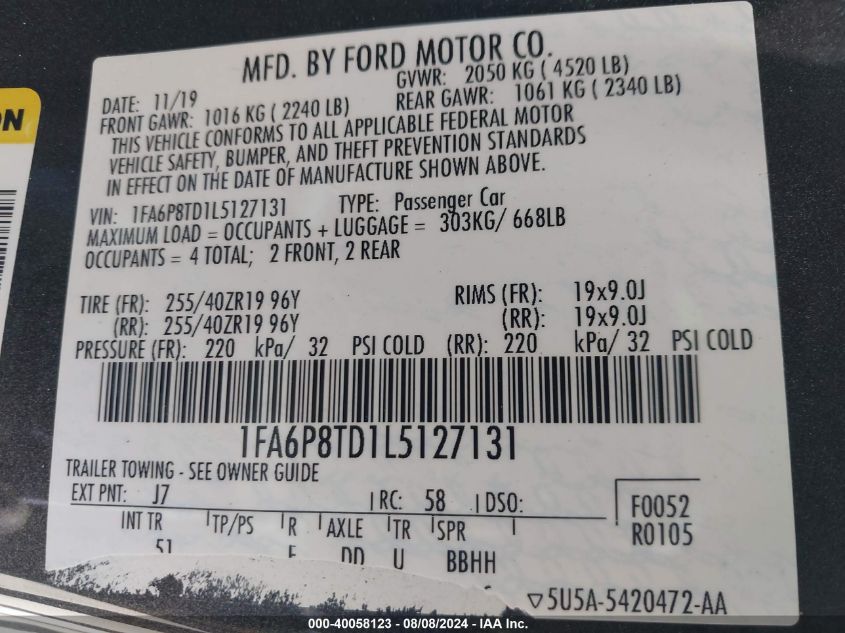 MFD. BY FORD MOTOR CO.
DATE: 11/19 GVWR: 2050 KG ( 4520 LB)
FRONT GAWR: 1016 KG ( 2240 LB) REAR GAWR: 1061 KG ( 2340 LB)
THIS VEHICLE CONFORMS TO ALL APPLICABLE FEDERAL MOTOR
VEHICLE SAFETY, BUMPER, AND THEFT PREVENTION STANDARDS
IN EFFECT ON THE DATE OF MANUFACTURE SHOWN ABOVE.
VIN: 1FA6P8TD1L5127131 TYPE: Passenger Car
MAXIMUM LOAD = OCCUPANTS + LUGGAGE = 303KG/ 668LB
OCCUPANTS = 4 TOTAL; 2 FRONT, 2 REAR
TIRE (FR): 255/40ZR19 96Y RIMS (FR): 19x9.0J
(RR): 255/40ZR19 96Y (RR): 19x9.0J
PRESSURE (FR): 220 kPa/ 32 PSI COLD (RR): 220 kPa/ 32 PSI COLD
1FA6P8TD1L5127131
TRAILER TOWING - SEE OWNER GUIDE
EXT PNT: J7 RC: 58 DSO: F0052
INT TR TP/PS R AXLE TR SPR R0105
51 DD U BBHH
5U5A-5420472-AA
000-40058123 - 08/08/2024 - IAA Inc.